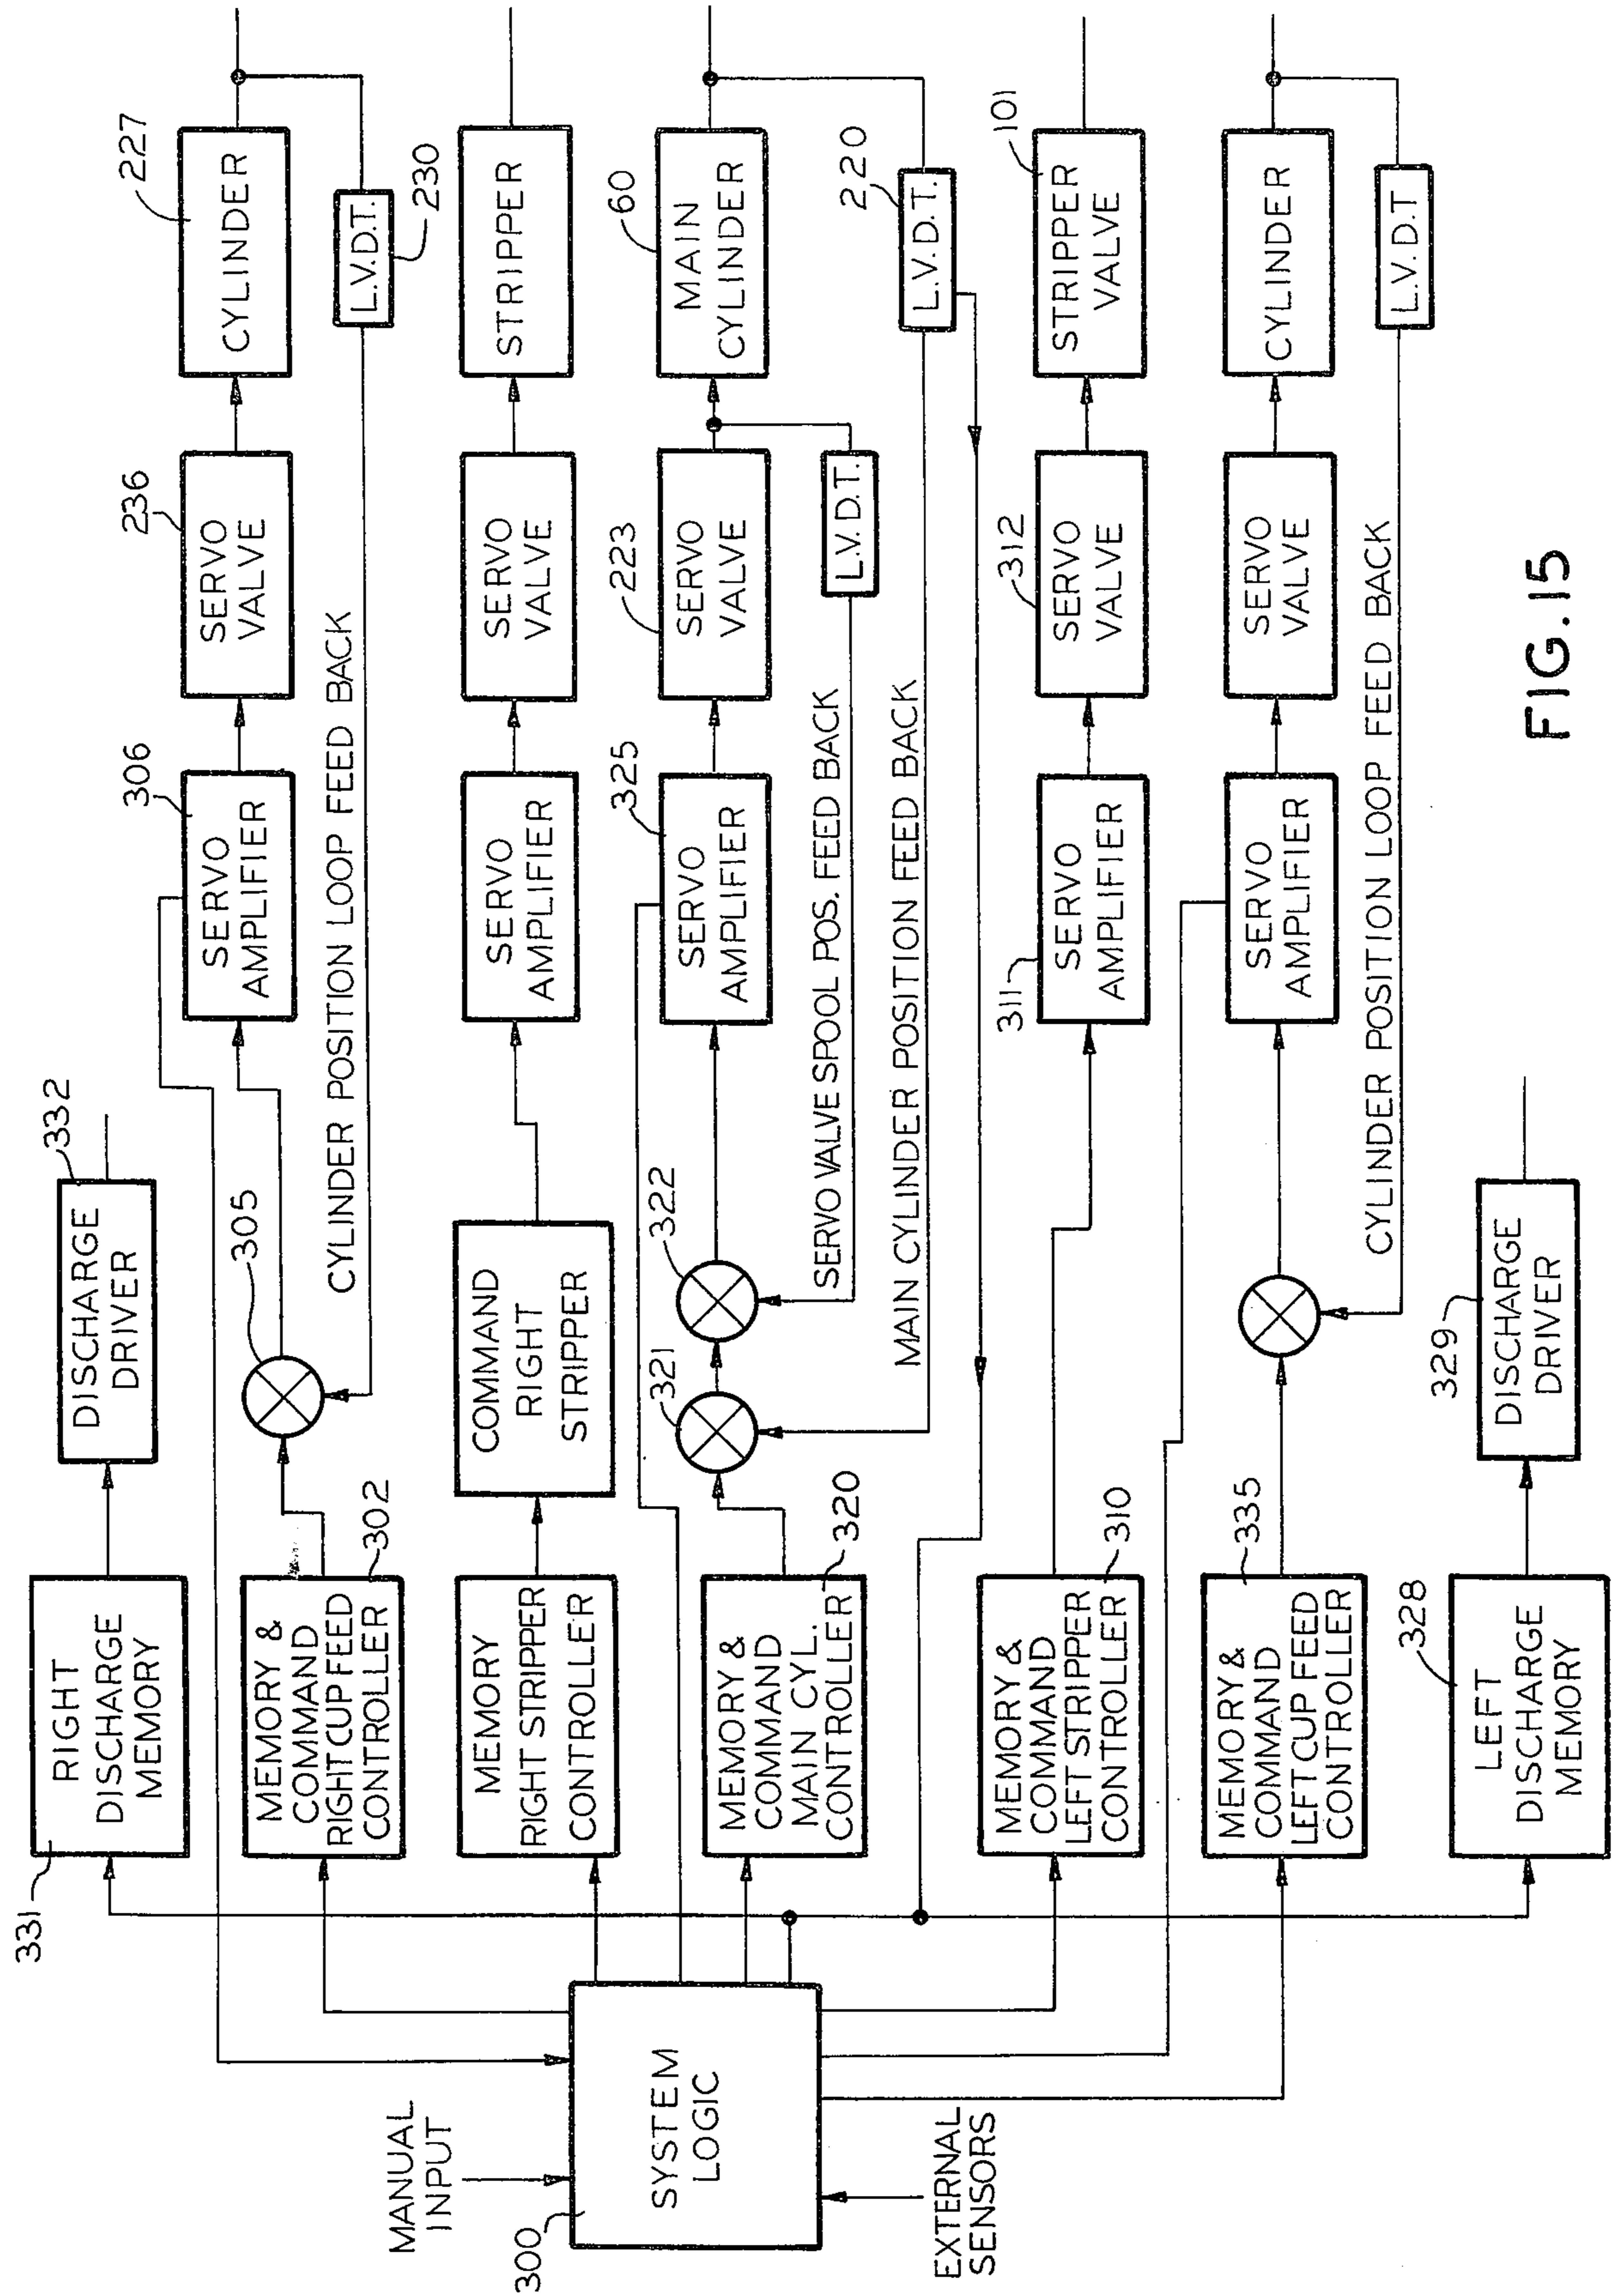 331
RIGHT
DISCHARGE
MEMORY
332
DISCHARGE
DRIVER
MEMORY &
COMMAND
RIGHT CUP FEED
CONTROLLER
302
305
306
SERVO
AMPLIFIER
236
SERVO
VALVE
227
CYLINDER
L.V.D.T.
230
CYLINDER POSITION LOOP FEED BACK
MEMORY
RIGHT STRIPPER
CONTROLLER
COMMAND
RIGHT
STRIPPER
SERVO
AMPLIFIER
SERVO
VALVE
STRIPPER
MANUAL
INPUT
300
SYSTEM
LOGIC
EXTERNAL
SENSORS
MEMORY &
COMMAND
MAIN CYL.
CONTROLLER
320
321
322
325
SERVO
AMPLIFIER
223
SERVO
VALVE
60
MAIN
CYLINDER
L.V.D.T.
SERVO VALVE SPOOL POS. FEED BACK
220
L.V.D.T.
MAIN CYLINDER POSITION FEED BACK
MEMORY &
COMMAND
LEFT STRIPPER
CONTROLLER
310
311
SERVO
AMPLIFIER
312
SERVO
VALVE
101
STRIPPER
VALVE
MEMORY &
COMMAND
LEFT CUP FEED
CONTROLLER
335
SERVO
AMPLIFIER
SERVO
VALVE
CYLINDER
L.V.D.T
CYLINDER POSITION LOOP FEED BACK
328
LEFT
DISCHARGE
MEMORY
329
DISCHARGE
DRIVER
FIG.15